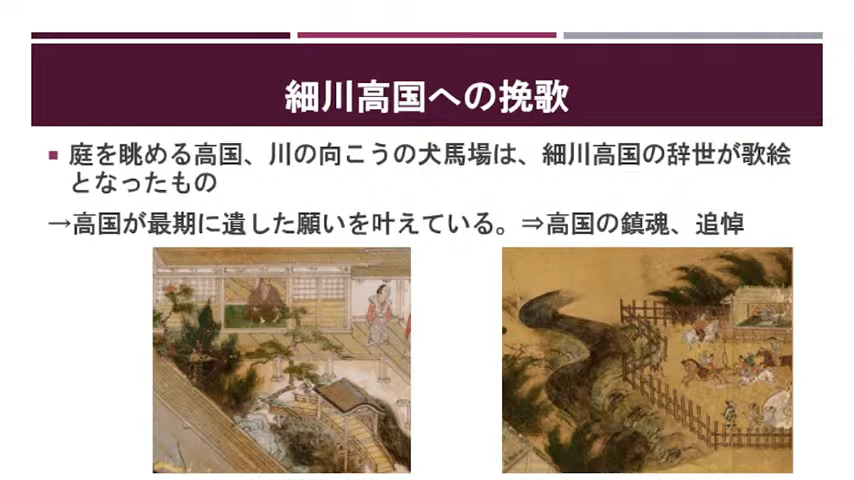 細川高国への挽歌
庭を眺める高国、川の向こうの犬馬場は、細川高国の辞世が歌絵
となったもの
→高国が最期に遺した願いを叶えている。⇒高国の鎮魂、追悼